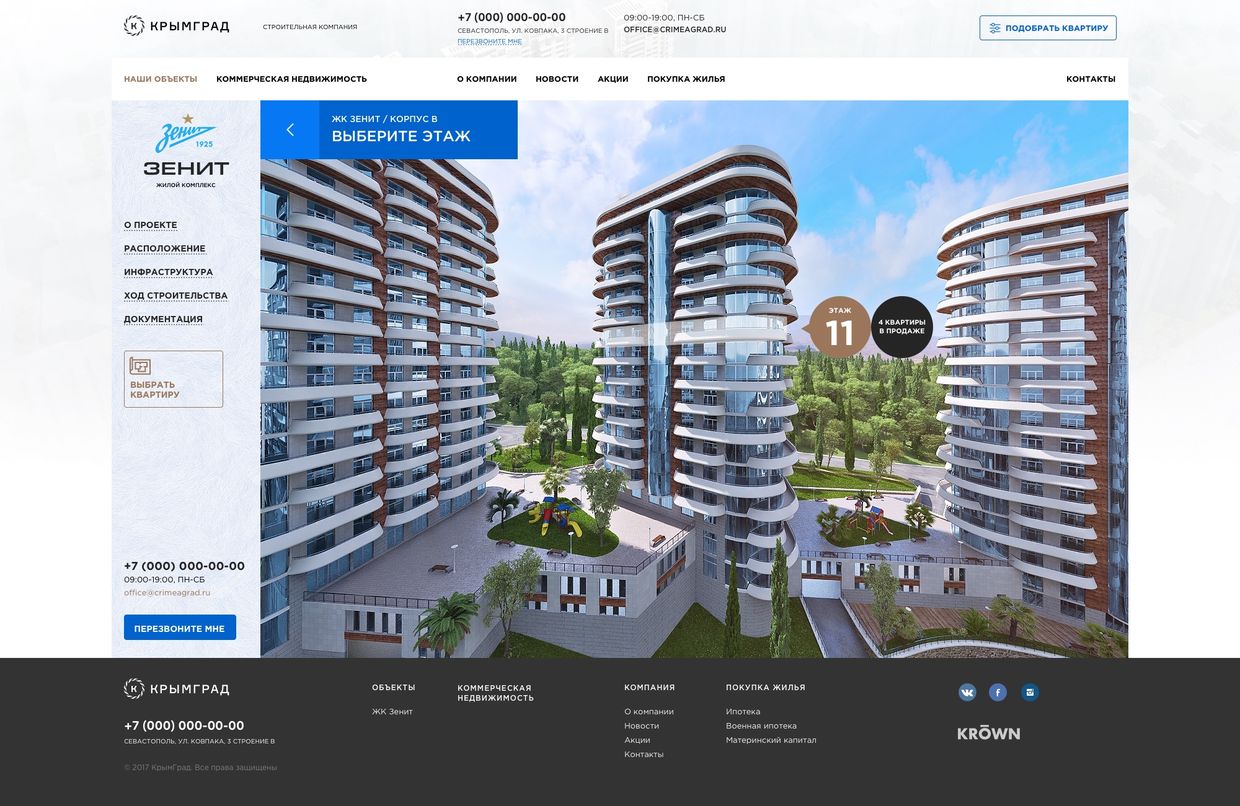 КРЫМГРАД
СТРОИТЕЛЬНАЯ КОМПАНИЯ
+7 (000) 000-00-00
СЕВАСТОПОЛЬ. УЛ. КОВПАКА, 3 СТРОЕНИЕ В
ПЕРЕЗВОНИТЕ МНЕ
09:00-19:00, ПН-СБ
OFFICE@CRIMEAGRAD.RU
ПОДОБРАТЬ КВАРТИРУ
НАШИ ОБЪЕКТЫ
КОММЕРЧЕСКАЯ НЕДВИЖИМОСТЬ
О КОМПАНИИ
НОВОСТИ
АКЦИИ
ПОКУПКА ЖИЛЬЯ
КОНТАКТЫ
Зенит
1925
ЗЕНИТ
ЖИЛОЙ КОМПЛЕКС
О ПРОЕКТЕ
РАСПОЛОЖЕНИЕ
ИНФРАСТРУКТУРА
ХОД СТРОИТЕЛЬСТВА
ДОКУМЕНТАЦИЯ
ВЫБРАТЬ
КВАРТИРУ
+7 (000) 000-00-00
09:00-19:00, ПН-СБ
office@crimeagrad.ru
ПЕРЕЗВОНИТЕ МНЕ
ЖК ЗЕНИТ / КОРПУС В
ВЫБЕРИТЕ ЭТАЖ
ЭТАЖ
11
4 КВАРТИРЫ
В ПРОДАЖЕ
КРЫМГРАД
+7 (000) 000-00-00
СЕВАСТОПОЛЬ, УЛ. КОВПАКА, 3 СТРОЕНИЕ В
© 2017 КрымГрад. Все права защищены
ОБЪЕКТЫ
ЖК Зенит
КОММЕРЧЕСКАЯ
НЕДВИЖИМОСТЬ
КОМПАНИЯ
О компании
Новости
Акции
Контакты
ПОКУПКА ЖИЛЬЯ
Ипотека
Военная ипотека
Материнский капитал
KRŌWN